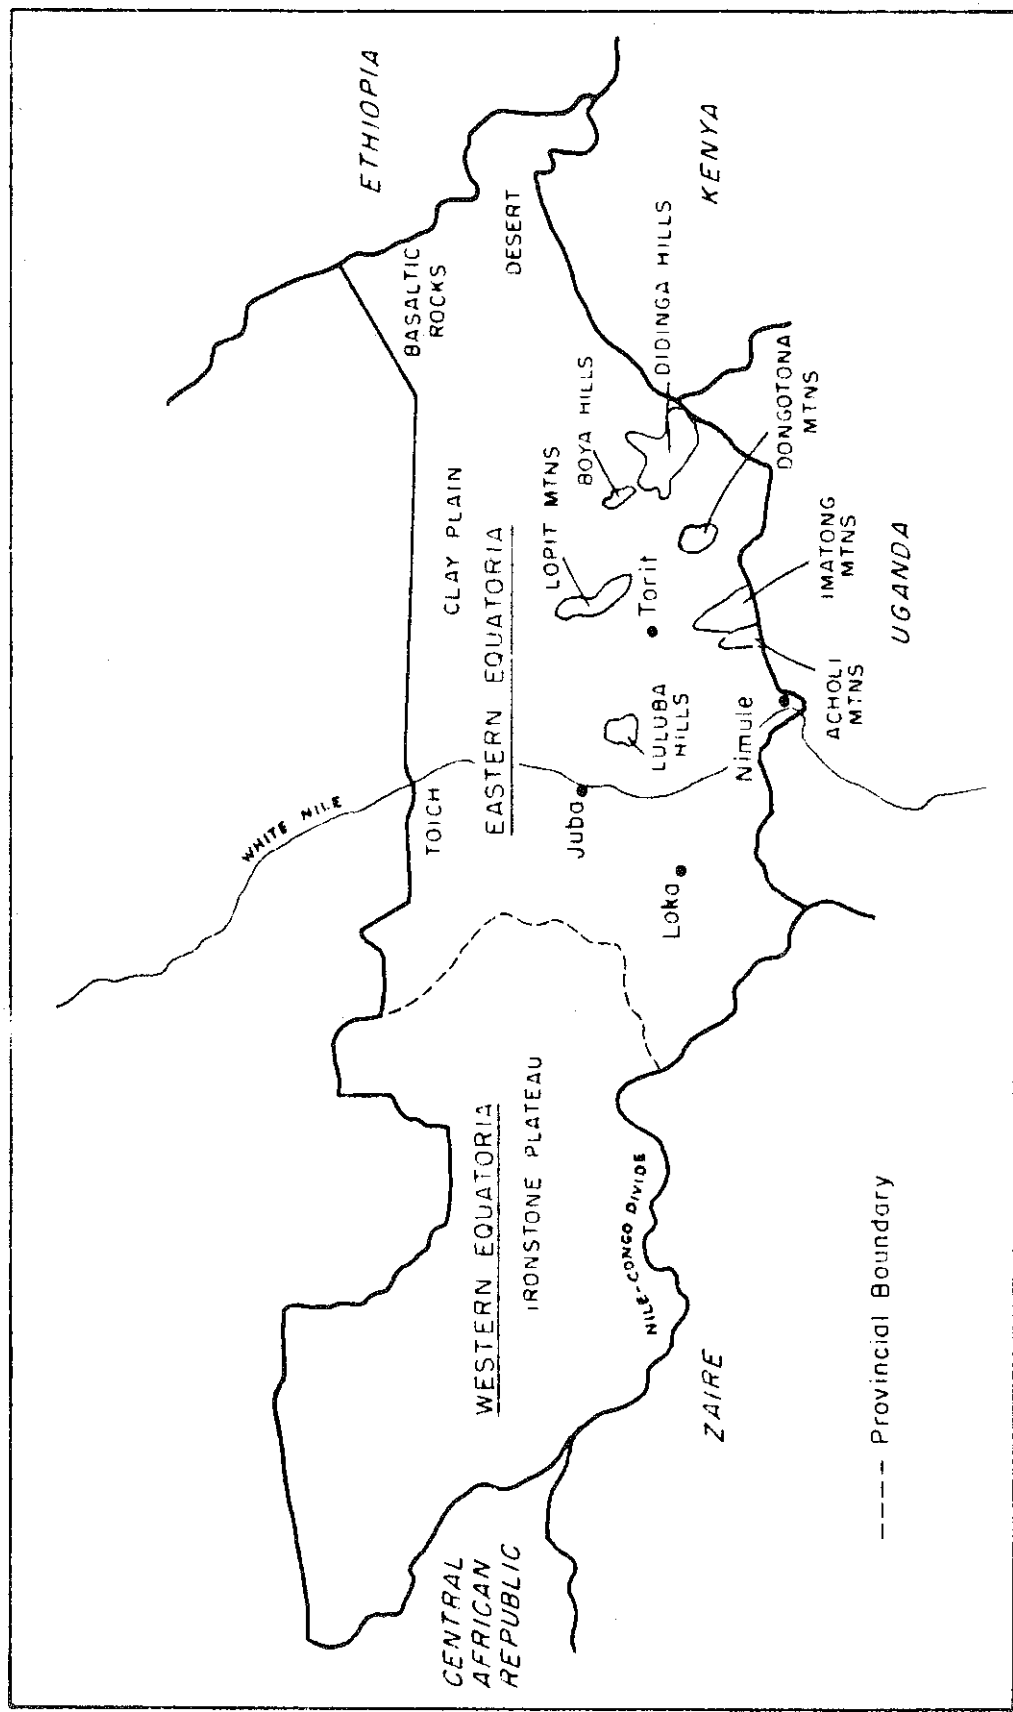 WHITE NILE
ETHIOPIA
BASALTIC
ROCKS
TOICH
CLAY PLAIN
EASTERN EQUATORIA
DESERT
WESTERN EQUATORIA
IRONSTONE PLATEAU
CENTRAL
AFRICAN
REPUBLIC
LOPIT MTNS
BOYA HILLS
DIDINGA HILLS
KENYA
Juba
Torit
LULUBA
HILLS
Loka
Nimule
DONGOTONA
MTNS
IMATONG
MTNS
ACHOLI
MTNS
UGANDA
NILE-CONGO DIVIDE
ZAIRE
---- Provincial Boundary